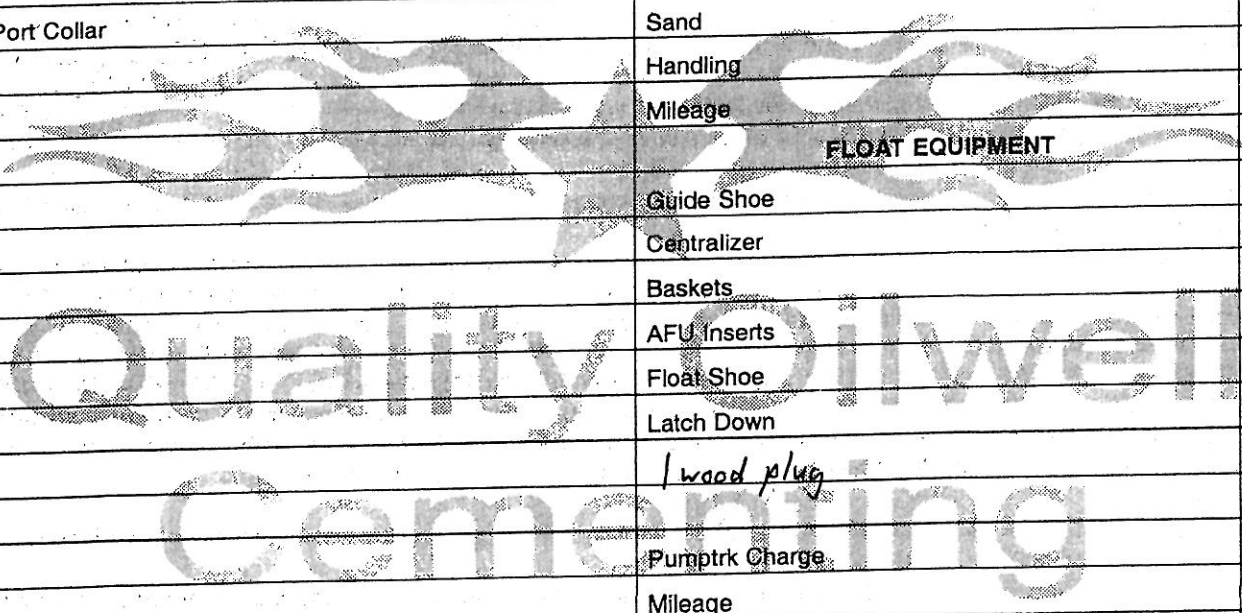 Port Collar
Sand
Handling
Mileage
FLOAT EQUIPMENT
Guide Shoe
Centralizer
Baskets
AFU Inserts
Float Shoe
Latch Down
1 wood plug
Pumptrk Charge
Mileage
Quality Oilwell
Cementing